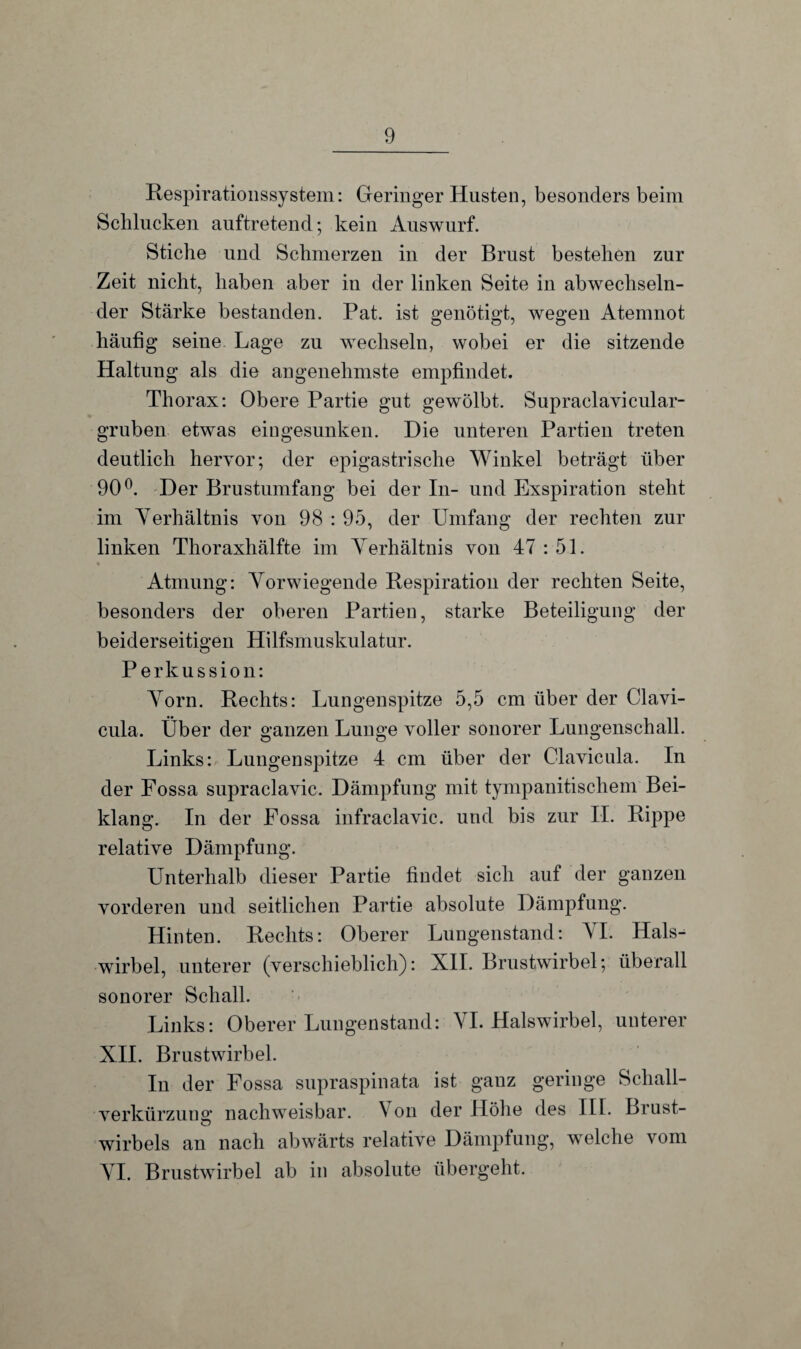 9
Respirationssystem: Geringer Husten, besonders beim
Schlucken auftretend; kein Auswurf.
Stiche und Schmerzen in der Brust bestehen zur
Zeit nicht, haben aber in der linken Seite in abwechseln-
der Stärke bestanden. Pat. ist genötigt, wegen Atemnot
häufig seine Lage zu wechseln, wobei er die sitzende
Haltung als die angenehmste empfindet.
Thorax: Obere Partie gut gewölbt. Supraclavicular-
gruben etwas eingesunken. Die unteren Partien treten
deutlich hervor; der epigastrische Winkel beträgt über
90⁰. Der Brustumfang bei der In- und Exspiration steht
im Verhältnis von 98 : 95, der Umfang der rechten zur
linken Thoraxhälfte im Verhältnis von 47 : 51.
Atmung: Vorwiegende Respiration der rechten Seite,
besonders der oberen Partien, starke Beteiligung der
beiderseitigen Hilfsmuskulatur.
Perkussion:
Vorn. Rechts: Lungenspitze 5,5 cm über der Clavi-
cula. Über der ganzen Lunge voller sonorer Lungenschall.
Links: Lungenspitze 4 cm über der Clavicula. In
der Fossa supraclavic. Dämpfung mit tympanitischem Bei-
klang. In der Fossa infraclavic. und bis zur II. Rippe
relative Dämpfung.
Unterhalb dieser Partie findet sich auf der ganzen
vorderen und seitlichen Partie absolute Dämpfung.
Hinten. Rechts: Oberer Lungenstand: VI. Hals-
wirbel, unterer (verschieblich): XII. Brustwirbel; überall
sonorer Schall.
Links: Oberer Lungenstand: VI. Halswirbel, unterer
XII. Brustwirbel.
In der Fossa supraspinata ist ganz geringe Schall-
verkürzung nachweisbar. Von der Höhe des III. Brust-
wirbels an nach abwärts relative Dämpfung, welche vom
VI. Brustwirbel ab in absolute übergeht.